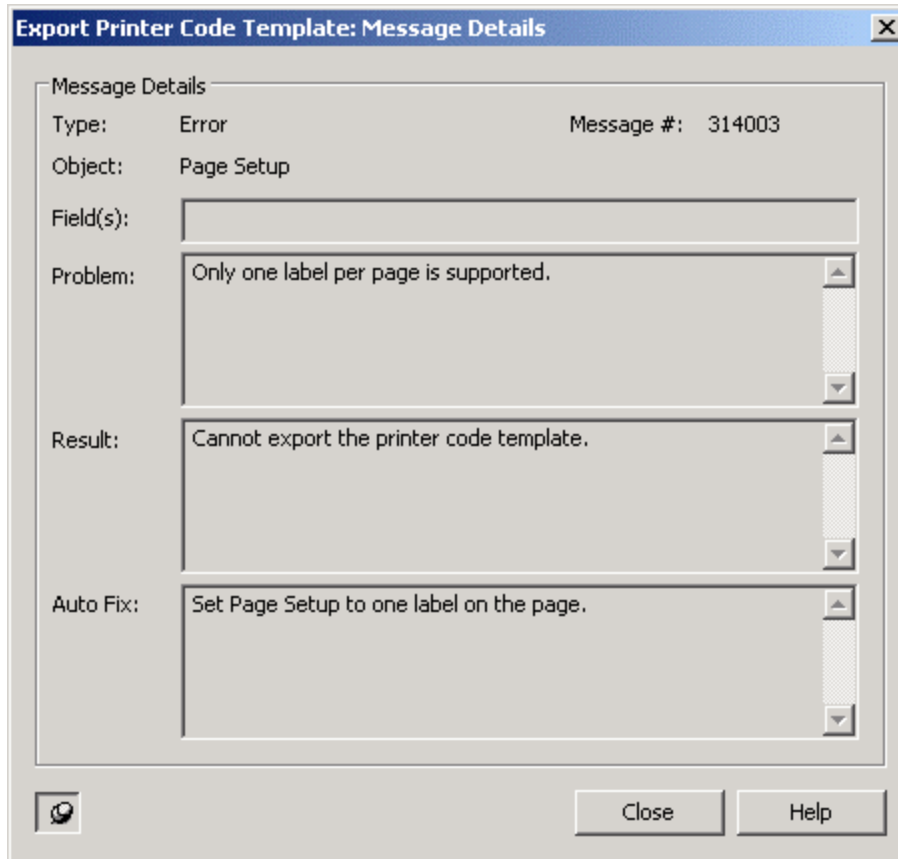 Export Printer Code Template: Message Details
Message Details
Type: Error Message #: 314003
Object: Page Setup
Field(s):
Problem: Only one label per page is supported.
Result: Cannot export the printer code template.
Auto Fix: Set Page Setup to one label on the page.
Close Help